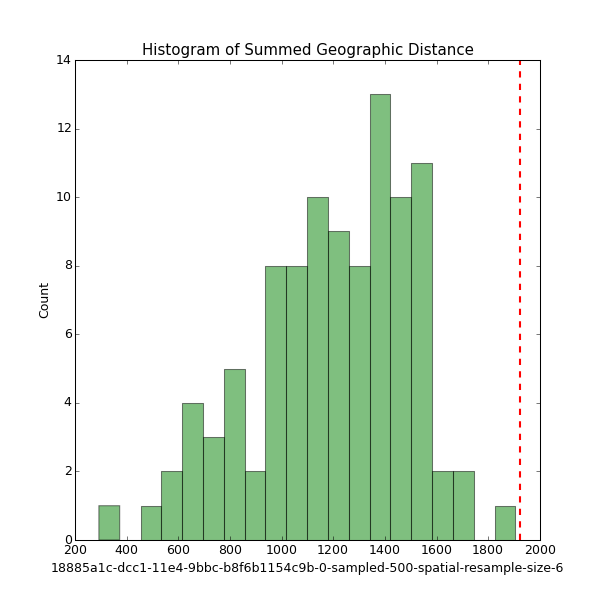 Histogram of Summed Geographic Distance
14
12
10
8
6
4
2
0
Count
200 400 600 800 1000 1200 1400 1600 1800 2000
18885a1c-dcc1-11e4-9bbc-b8f6b1154c9b-0-sampled-500-spatial-resample-size-6